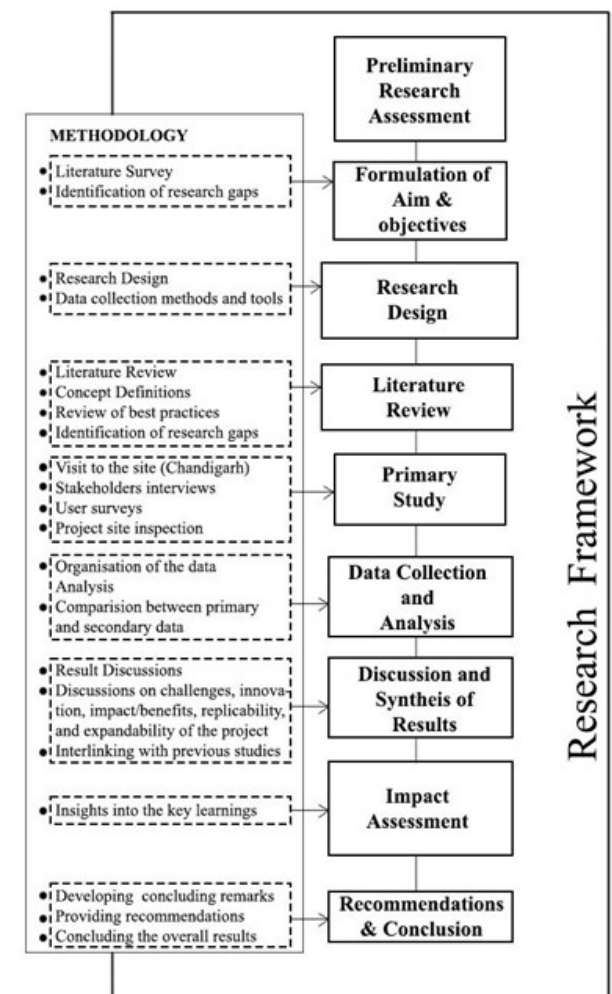 Preliminary
Research
Assessment
METHODOLOGY
Literature Survey
Identification of research gaps
Formulation of
Aim &
objectives
Research Design
Data collection methods and tools
Research
Design
Literature Review
Concept Definitions
Review of best practices
Identification of research gaps
Literature
Review
Visit to the site (Chandigarh)
Stakeholders interviews
User surveys
Project site inspection
Primary
Study
Organisation of the data
Analysis
Comparision between primary
and secondary data
Data Collection
and
Analysis
Result Discussions
Discussions on challenges, innova-
tion, impact/benefits, replicability,
and expandability of the project
Interlinking with previous studies
Discussion and
Syntheis of
Results
Insights into the key learnings
Impact
Assessment
Developing concluding remarks
Providing recommendations
Concluding the overall results
Recommendations
& Conclusion
Research Framework